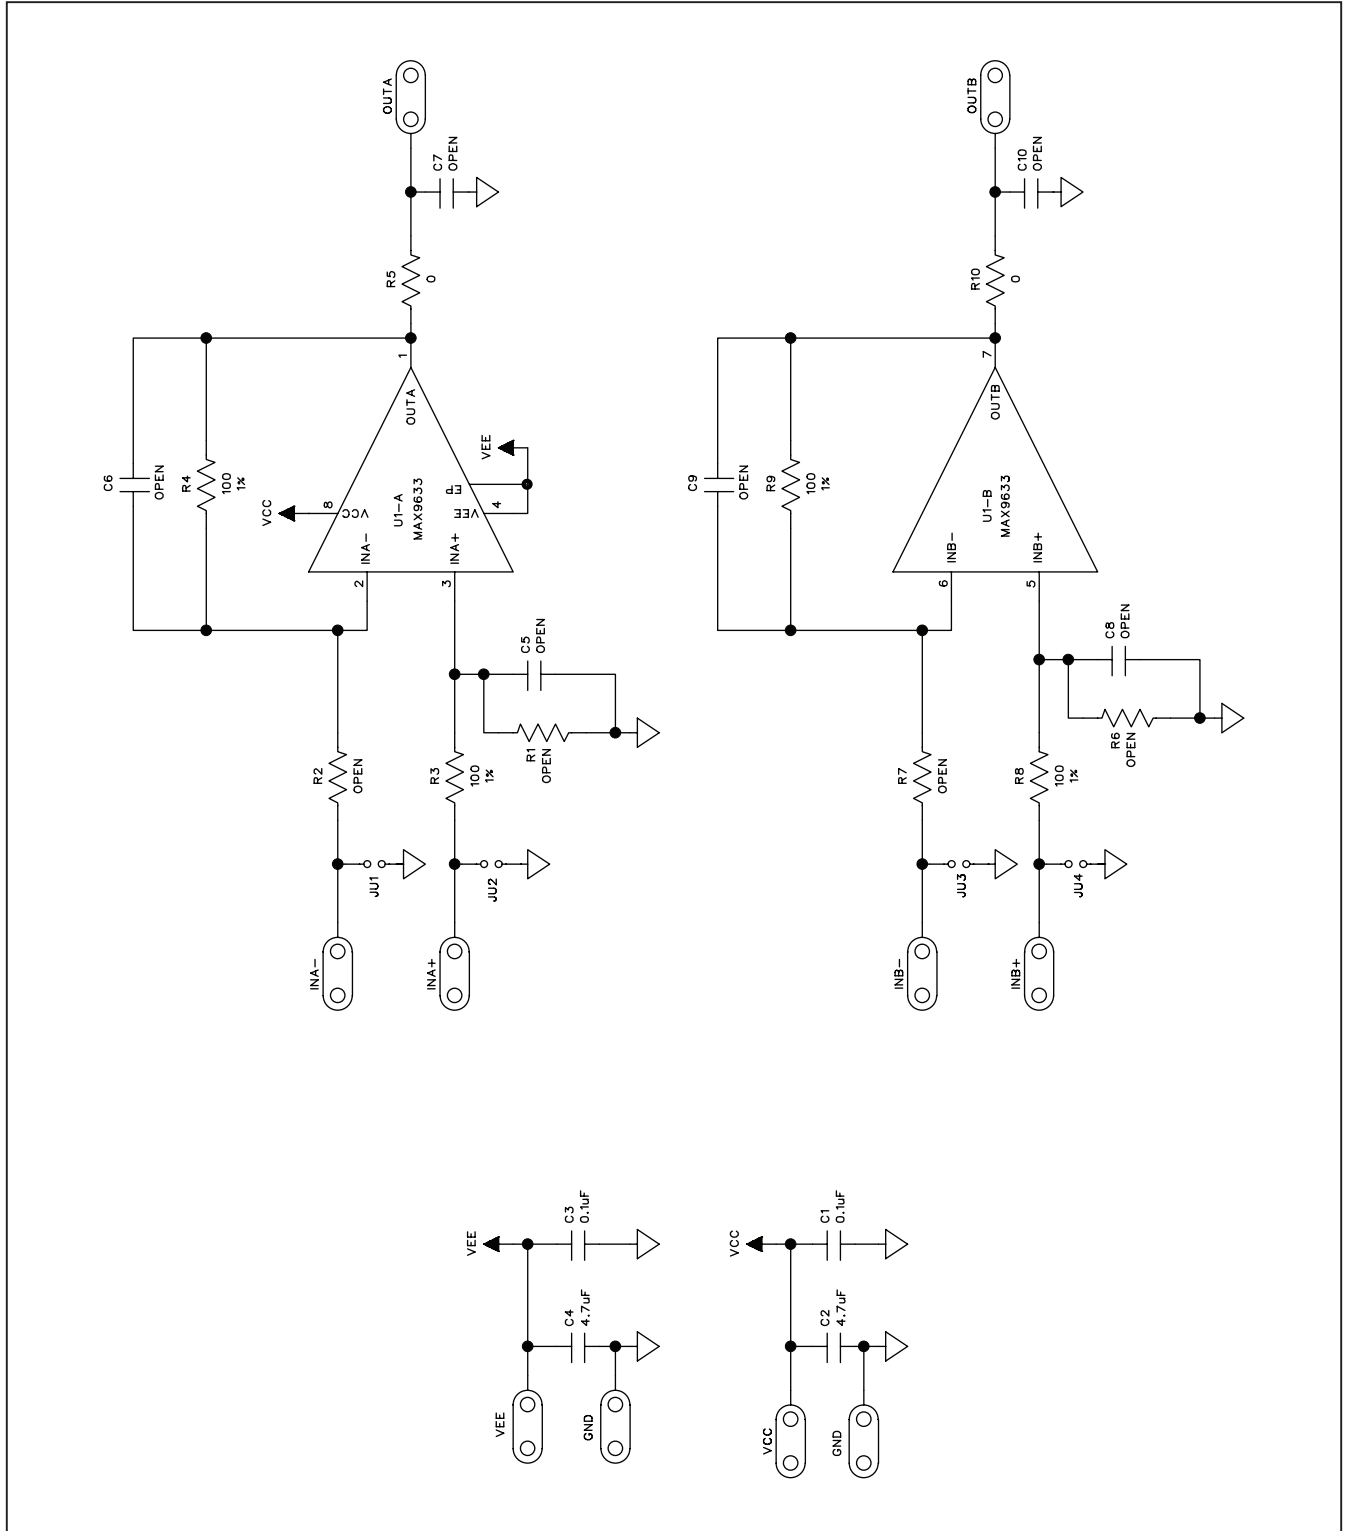 OUTA
C7
OPEN
R5
0
C6
OPEN
R4
100
1%
1
OUTA
VCC
8
VCC
U1-A
MAX9633
EP
VEE
4
VEE
INA-
INA+
2
3
C5
OPEN
R1
OPEN
R2
OPEN
R3
100
1%
JU1
JU2
INA-
INA+
OUTB
C10
OPEN
R10
0
C9
OPEN
R9
100
1%
7
OUTB
U1-B
MAX9633
INB-
INB+
6
5
C8
OPEN
R6
OPEN
R7
OPEN
R8
100
1%
JU3
JU4
INB-
INB+
VEE
C3
0.1uF
C4
4.7uF
VEE
GND
VCC
C1
0.1uF
C2
4.7uF
VCC
GND